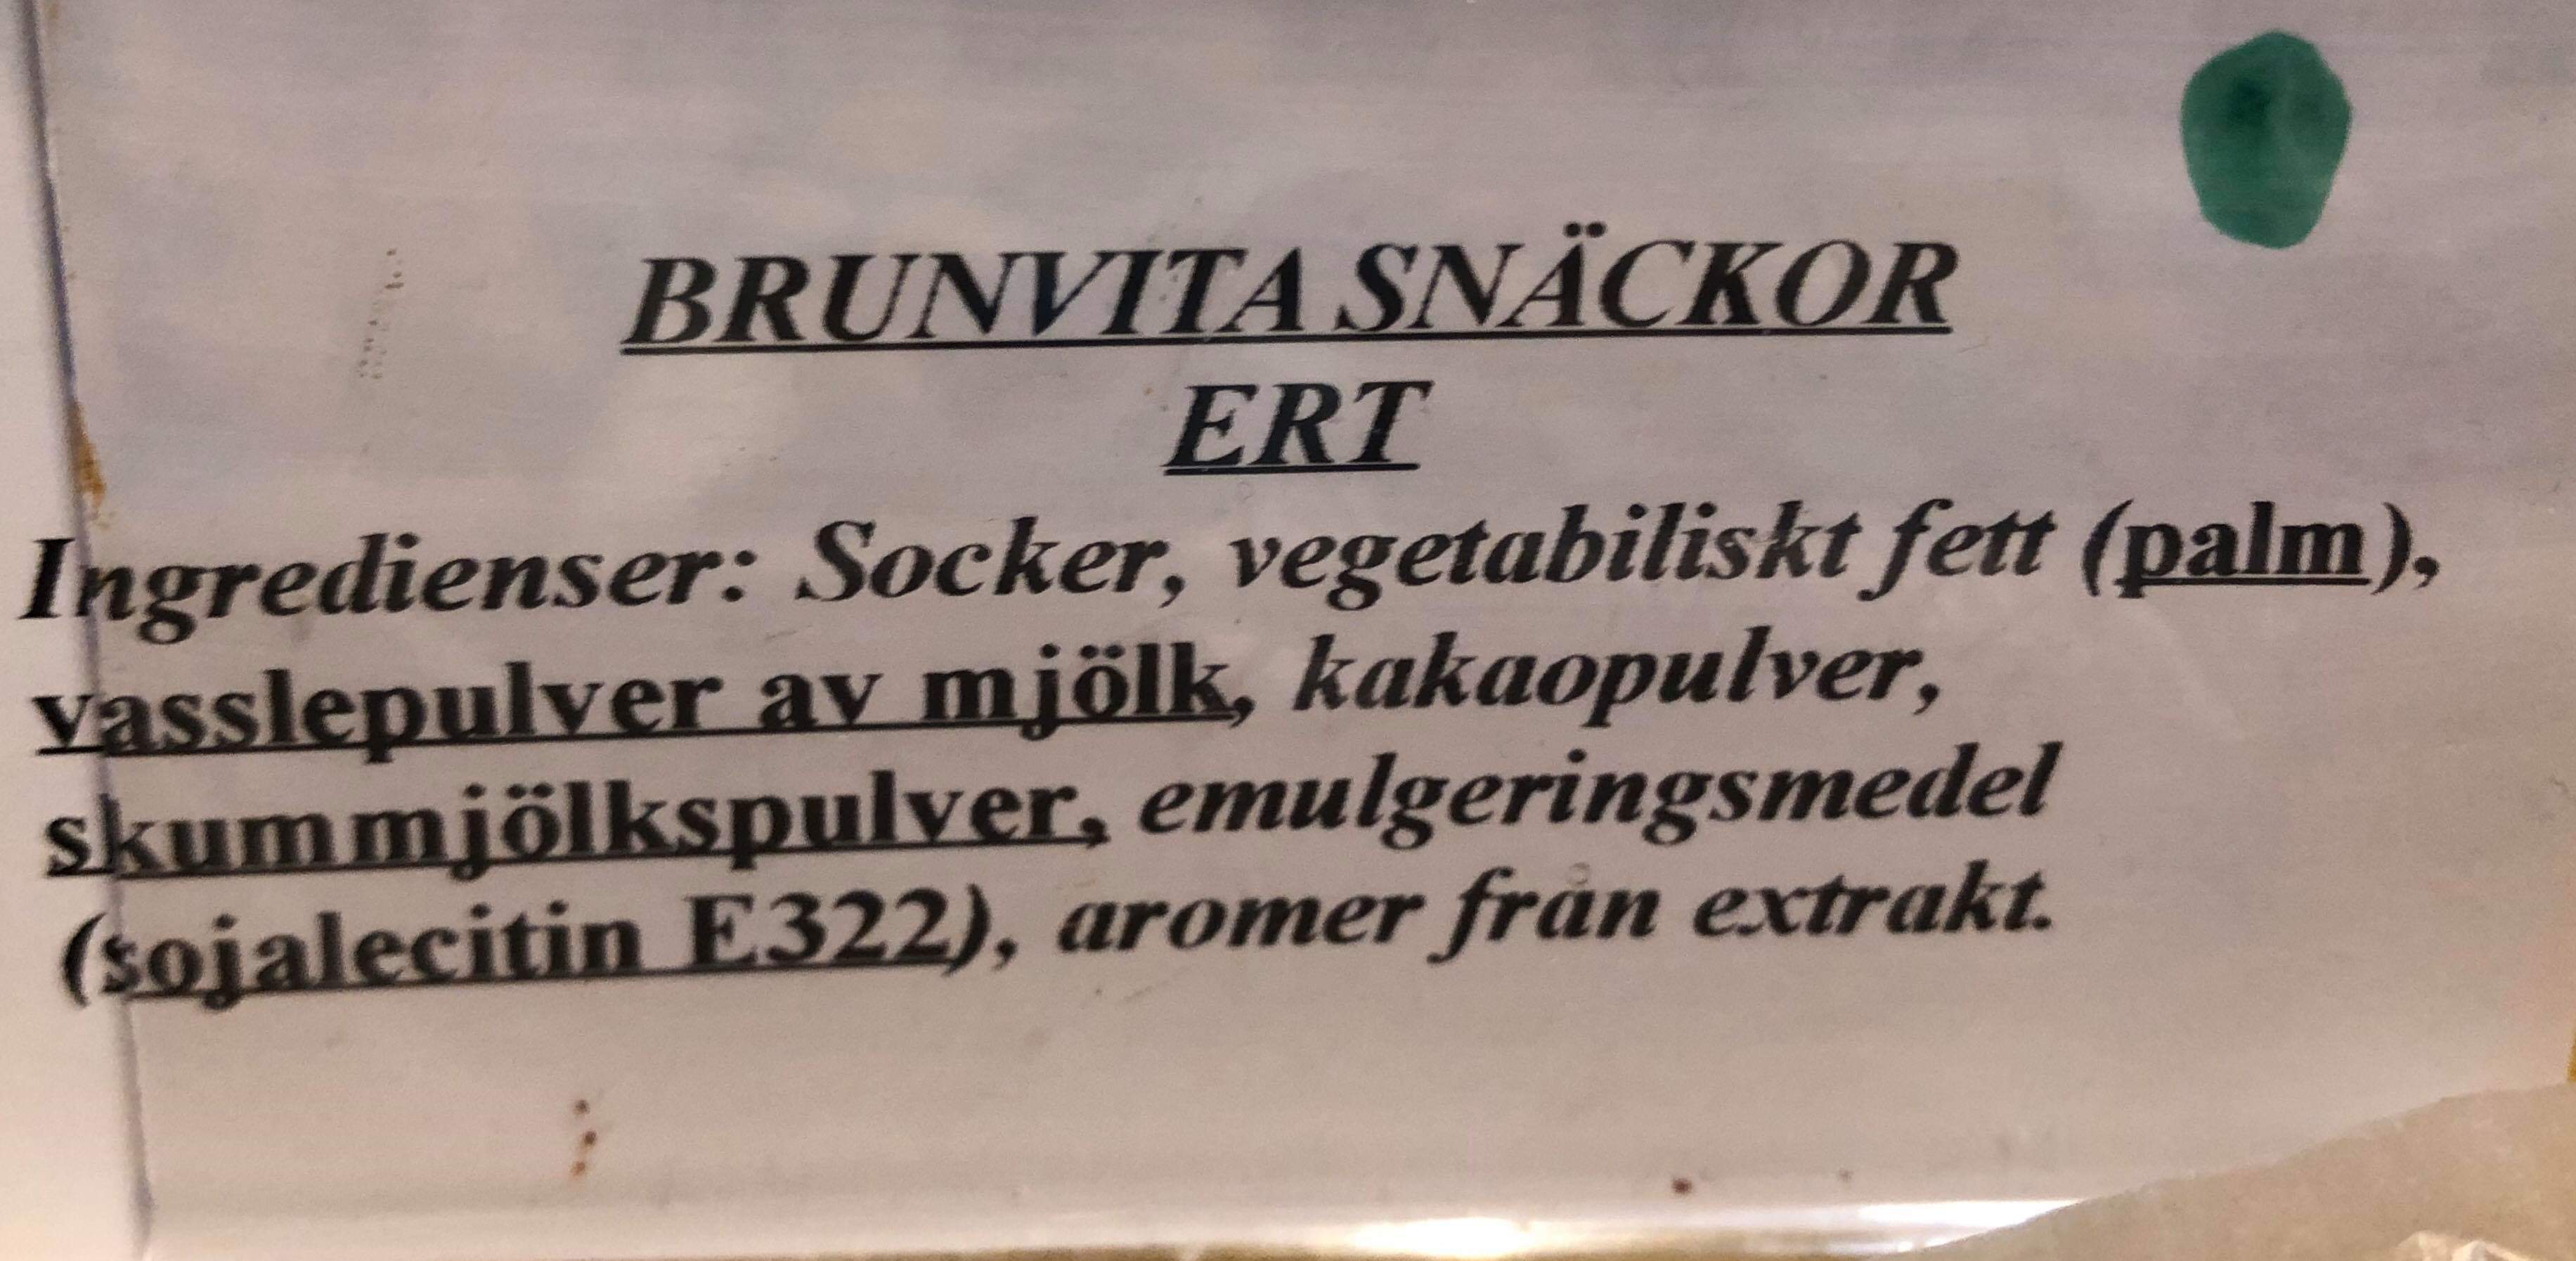 BRUNVITA SNÄCKOR
ERT
Ingredienser: Socker, vegetabiliskt fett (palm),
vasslepulver av mjölk, kakaopulver,
skummjölkspulver, emulgeringsmedel
(sojalecitin E322), aromer från extrakt.